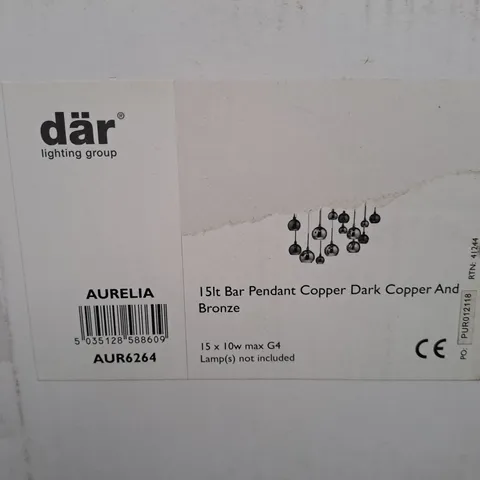 där®
lighting group
AURELIA
5 035128 588609
AUR6264
15lt Bar Pendant Copper Dark Copper And
Bronze
15 x 10w max G4
Lamp(s) not included
CE
PO PUR012118
RTN: 41244